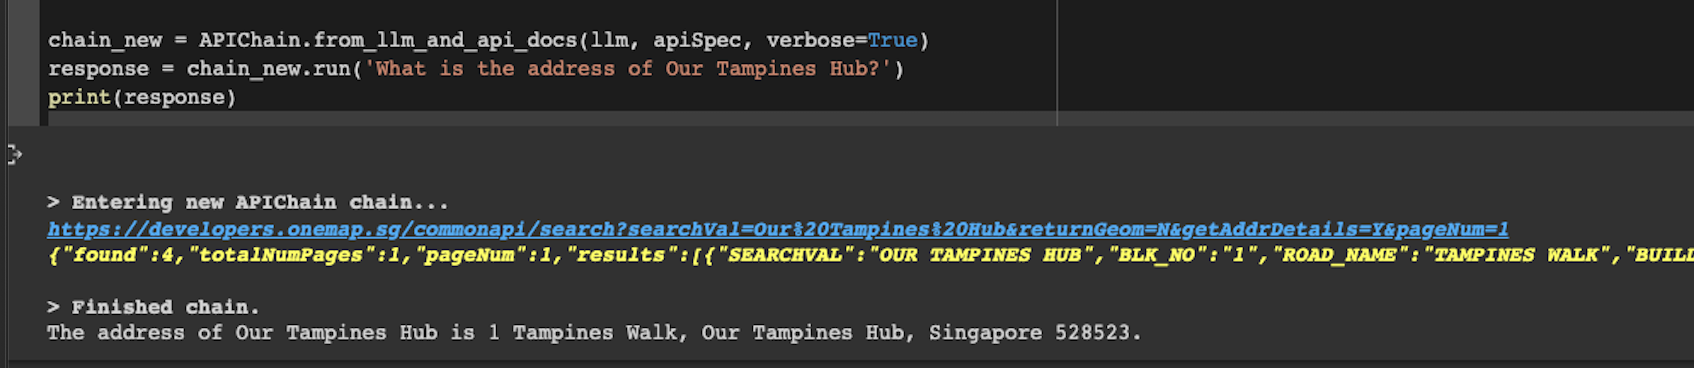 chain_new = APIChain.from_llm_and_api_docs(llm, apiSpec, verbose=True)
response = chain_new.run('What is the address of Our Tampines Hub?')
print(response)
> Entering new APIChain chain...
https://developers.onemap.sg/commonapi/search?searchVal=Our%20Tampines%20Hub&returnGeom=N&getAddrDetails=Y&pageNum=1
{"found":4,"totalNumPages":1,"pageNum":1,"results":[{"SEARCHVAL":"OUR TAMPINES HUB","BLK_NO":"1","ROAD_NAME":"TAMPINES WALK","BUILD
> Finished chain.
The address of Our Tampines Hub is 1 Tampines Walk, Our Tampines Hub, Singapore 528523.